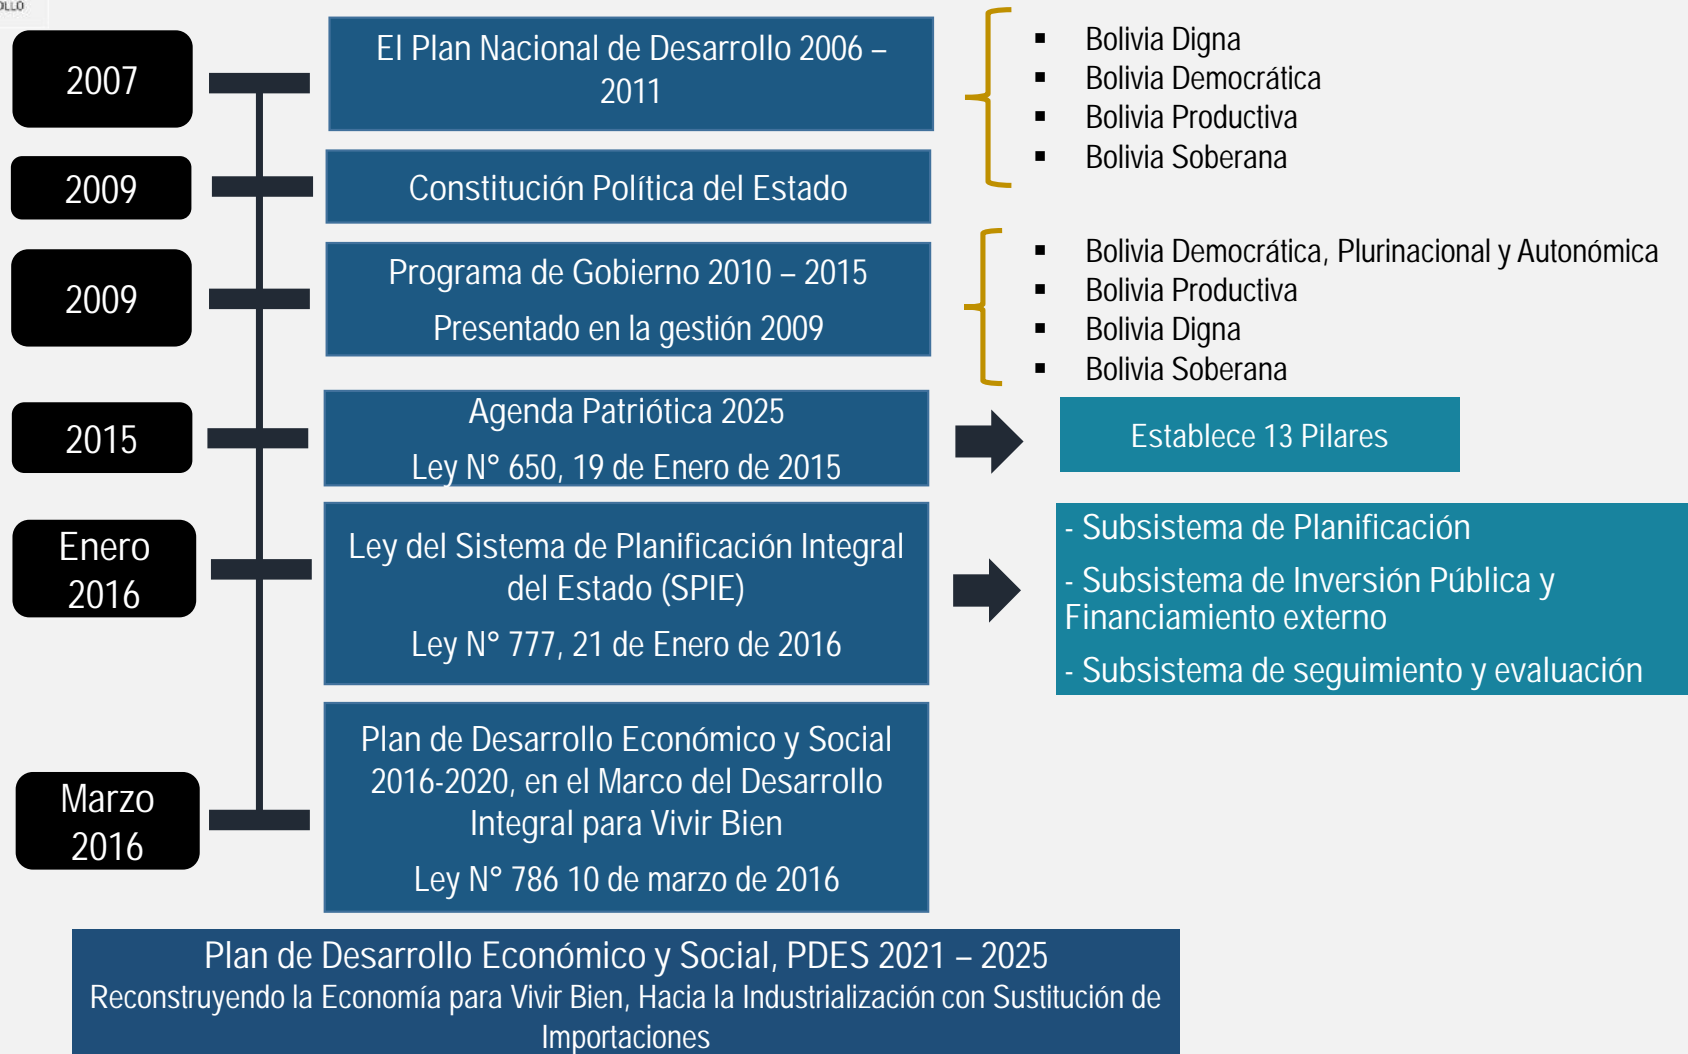 OLLO
2007
El Plan Nacional de Desarrollo 2006 –
2011
▪ Bolivia Digna
▪ Bolivia Democrática
▪ Bolivia Productiva
▪ Bolivia Soberana
2009
Constitución Política del Estado
2009
Programa de Gobierno 2010 – 2015
Presentado en la gestión 2009
▪ Bolivia Democrática, Plurinacional y Autonómica
▪ Bolivia Productiva
▪ Bolivia Digna
▪ Bolivia Soberana
2015
Agenda Patriótica 2025
Ley N° 650, 19 de Enero de 2015
Establece 13 Pilares
Enero
2016
Ley del Sistema de Planificación Integral
del Estado (SPIE)
Ley N° 777, 21 de Enero de 2016
- Subsistema de Planificación
- Subsistema de Inversión Pública y
Financiamiento externo
- Subsistema de seguimiento y evaluación
Marzo
2016
Plan de Desarrollo Económico y Social
2016-2020, en el Marco del Desarrollo
Integral para Vivir Bien
Ley N° 786 10 de marzo de 2016
Plan de Desarrollo Económico y Social, PDES 2021 – 2025
Reconstruyendo la Economía para Vivir Bien, Hacia la Industrialización con Sustitución de
Importaciones